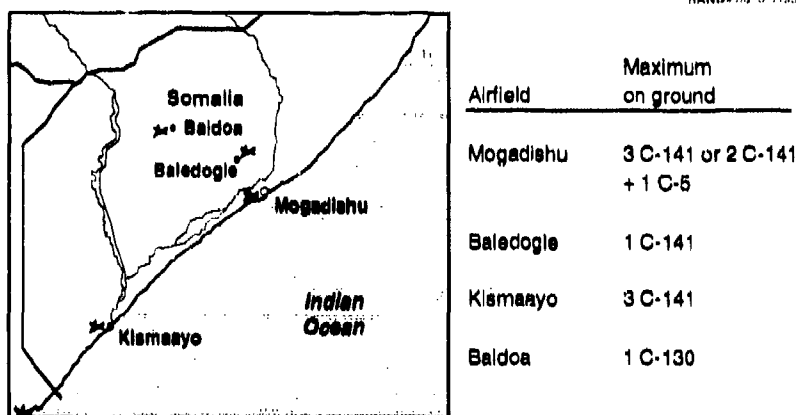 Somalia
Baidoa
Baledogle
Mogadishu
Kismaayo
Indian
Ocean
Airfield
Maximum
on ground
Mogadishu
3 C-141 or 2 C-141
+ 1 C-5
Baledogle
1 C-141
Kismaayo
3 C-141
Baidoa
1 C-130